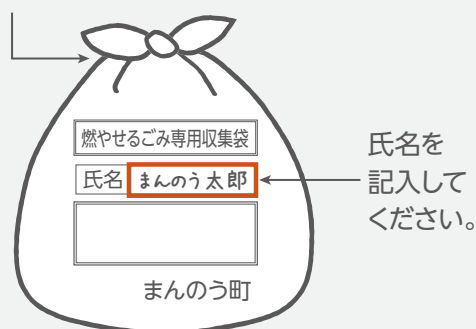 燃やせるごみ専用収集袋
氏名 まんのう太郎
氏名を
記入して
ください。
まんのう町